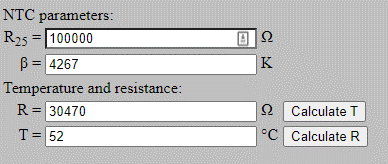 NTC parameters:
R25 = 100000 Ω
β = 4267 K
Temperature and resistance:
R = 30470 Ω Calculate T
T = 52 °C Calculate R